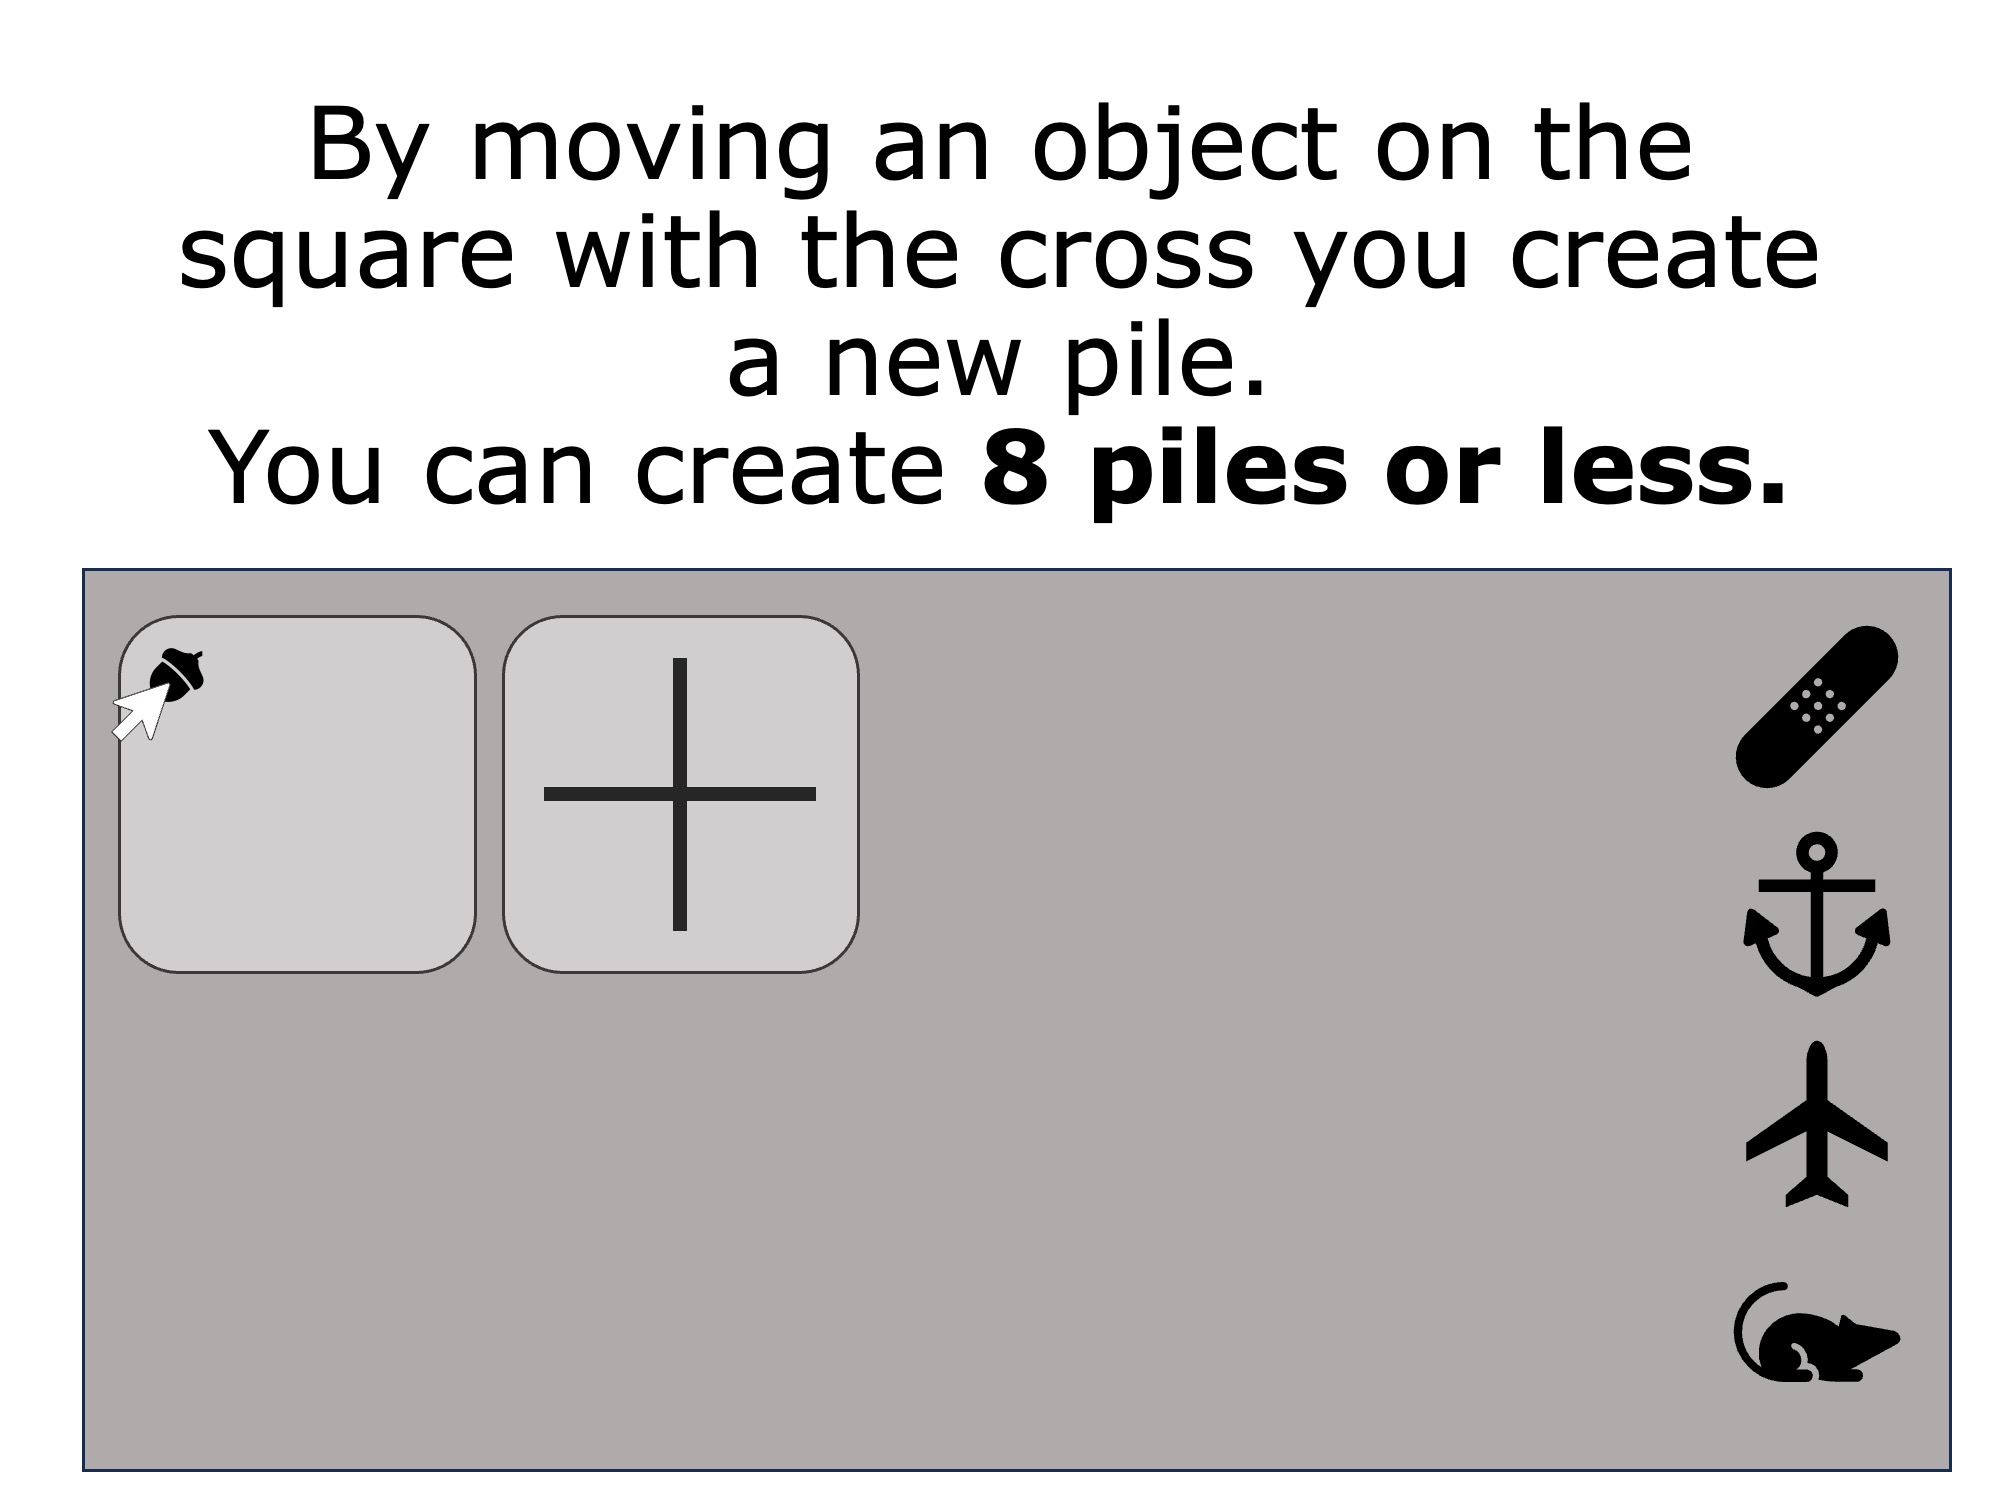 By moving an object on the
square with the cross you create
a new pile.
You can create 8 piles or less.